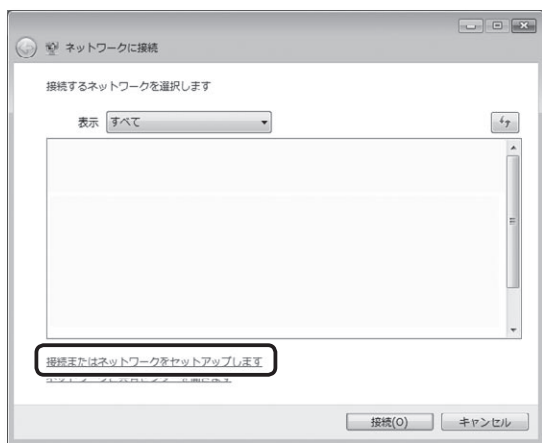 ネットワークに接続
接続するネットワークを選択します
表示 すべて
接続またはネットワークをセットアップします
接続(O) キャンセル